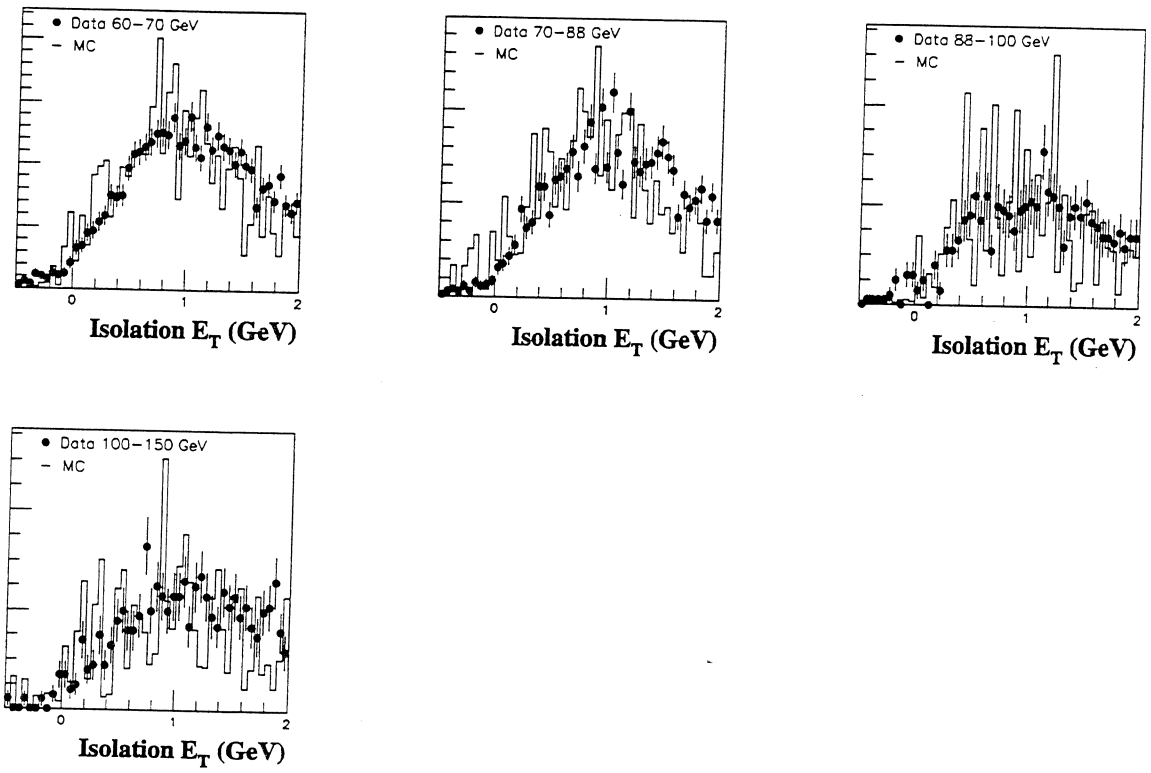 Data 60-70 GeV
MC
0 1 2
Isolation E_T (GeV)
Data 70-88 GeV
MC
0 1 2
Isolation E_T (GeV)
Data 88-100 GeV
MC
0 1 2
Isolation E_T (GeV)
Data 100-150 GeV
MC
0 1 2
Isolation E_T (GeV)